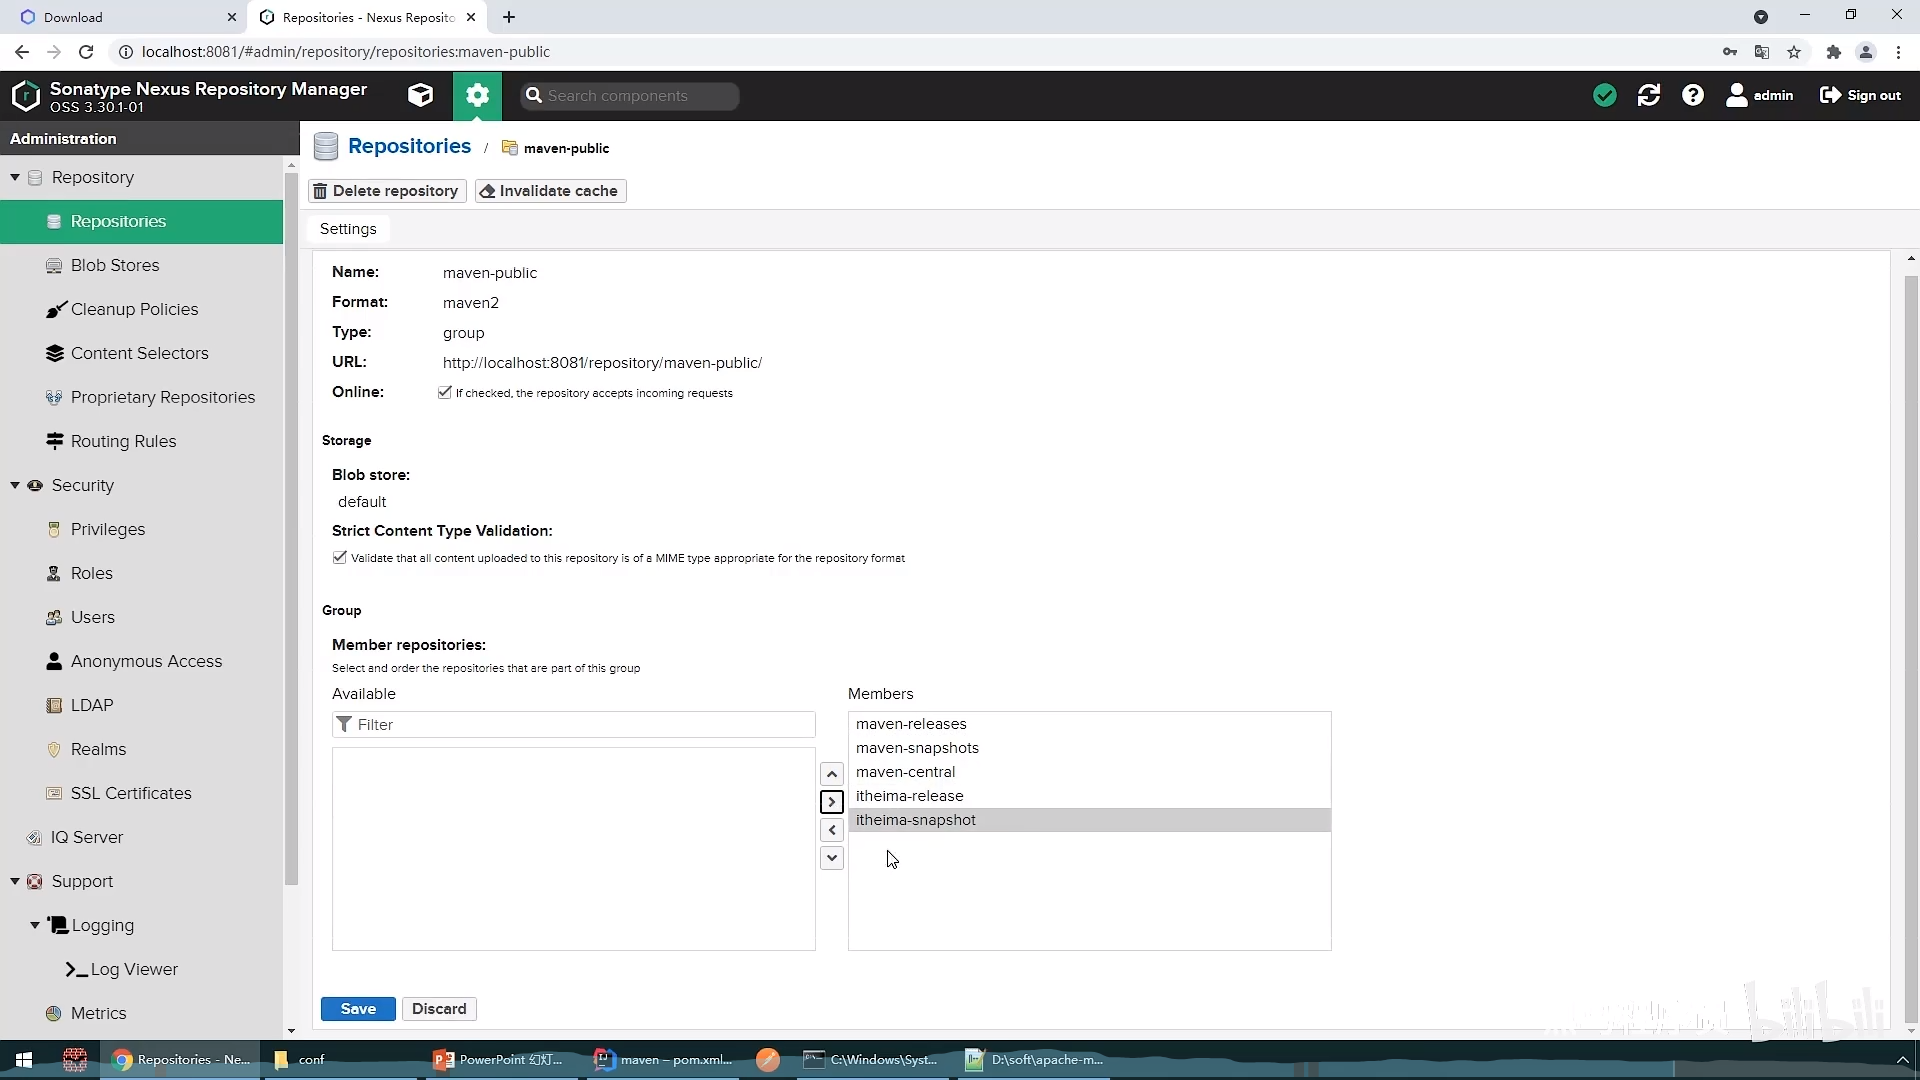 Download
Repositories - Nexus Reposito
localhost:8081/#admin/repository/repositories:maven-public
Sonatype Nexus Repository Manager
OSS 3.30.1-01
Search components
admin
Sign out
Administration
Repository
Repositories
Blob Stores
Cleanup Policies
Content Selectors
Proprietary Repositories
Routing Rules
Security
Privileges
Roles
Users
Anonymous Access
LDAP
Realms
SSL Certificates
IQ Server
Support
Logging
Log Viewer
Metrics
Repositories / maven-public
Delete repository
Invalidate cache
Settings
Name: maven-public
Format: maven2
Type: group
URL: http://localhost:8081/repository/maven-public/
Online: If checked, the repository accepts incoming requests
Storage
Blob store:
default
Strict Content Type Validation:
Validate that all content uploaded to this repository is of a MIME type appropriate for the repository format
Group
Member repositories:
Select and order the repositories that are part of this group
Available
Filter
Members
maven-releases
maven-snapshots
maven-central
itheima-release
itheima-snapshot
Save
Discard
bilibili
Repositories - Ne...
conf
PowerPoint 幻灯...
maven – pom.xml...
C:\Windows\Syst...
D:\soft\apache-m...